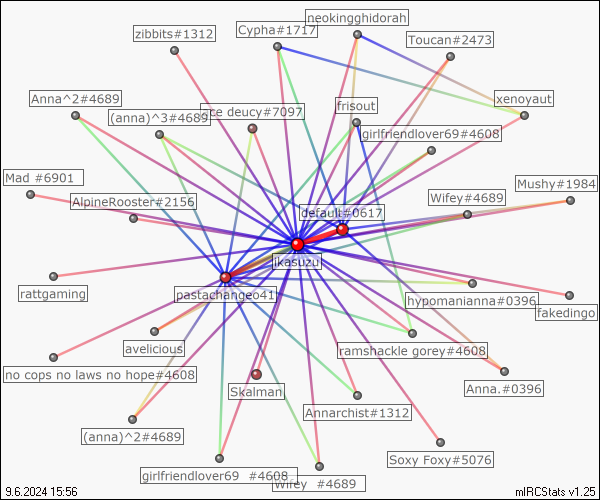 neokingghidorah
zibbits#1312
Cypha#1717
Toucan#2473
xenoyaut
Anna^2#4689
(anna)^3#4689
ce deucy#7097
frisout
girlfriendlover69#4608
Mad #6901
AlpineRooster#2156
Wifey#4689
Mushy#1984
default#0617
jkasuzu
rattgaming
pastachangeo41
hypomanianna#0396
fakedingo
avelicious
ramshackle gorey#4608
no cops no laws no hope#4608
Skalman
Anna.#0396
Annarchist#1312
(anna)^2#4689
Soxy Foxy#5076
girlfriendlover69 #4608
Wifey #4689
9.6.2024 15:56
mIRCStats v1.25